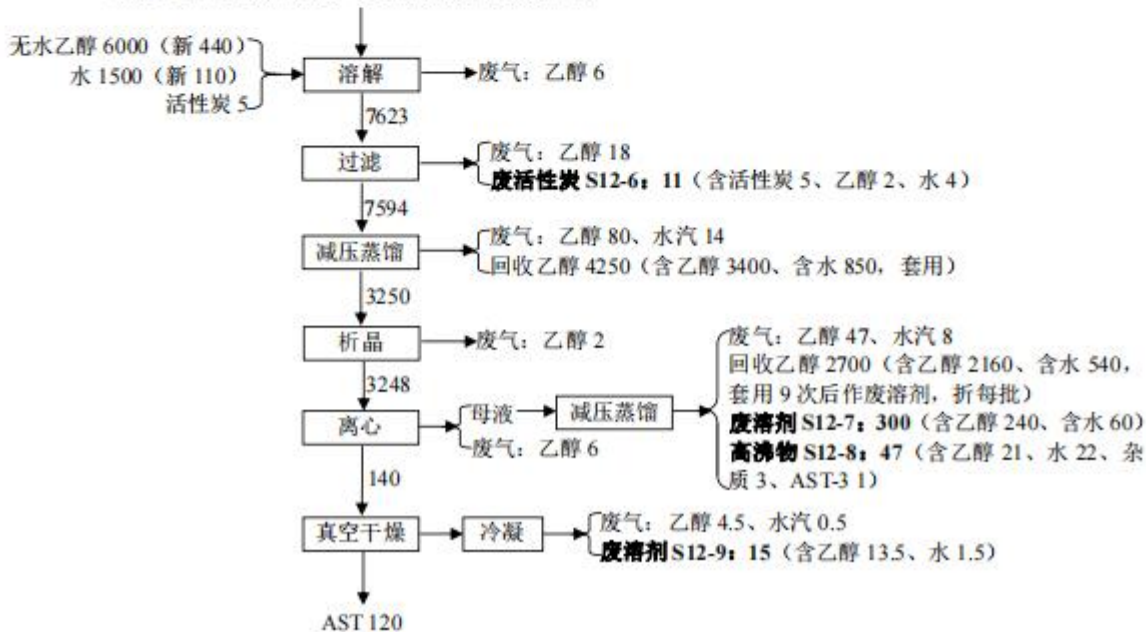 无水乙醇 6000（新 440）
水 1500（新 110）
活性炭 5
溶解
废气：乙醇 6
7623
过滤
废气：乙醇 18
废活性炭 S12-6：11（含活性炭 5、乙醇 2、水 4）
7594
减压蒸馏
废气：乙醇 80、水汽 14
回收乙醇 4250（含乙醇 3400、含水 850，套用）
3250
析晶
废气：乙醇 2
3248
离心
母液
废气：乙醇 6
减压蒸馏
废气：乙醇 47、水汽 8
回收乙醇 2700（含乙醇 2160、含水 540，
套用 9 次后作废溶剂，折每批）
废溶剂 S12-7：300（含乙醇 240、含水 60）
高沸物 S12-8：47（含乙醇 21、水 22、杂
质 3、AST-3 1）
140
真空干燥
冷凝
废气：乙醇 4.5、水汽 0.5
废溶剂 S12-9：15（含乙醇 13.5、水 1.5）
AST 120